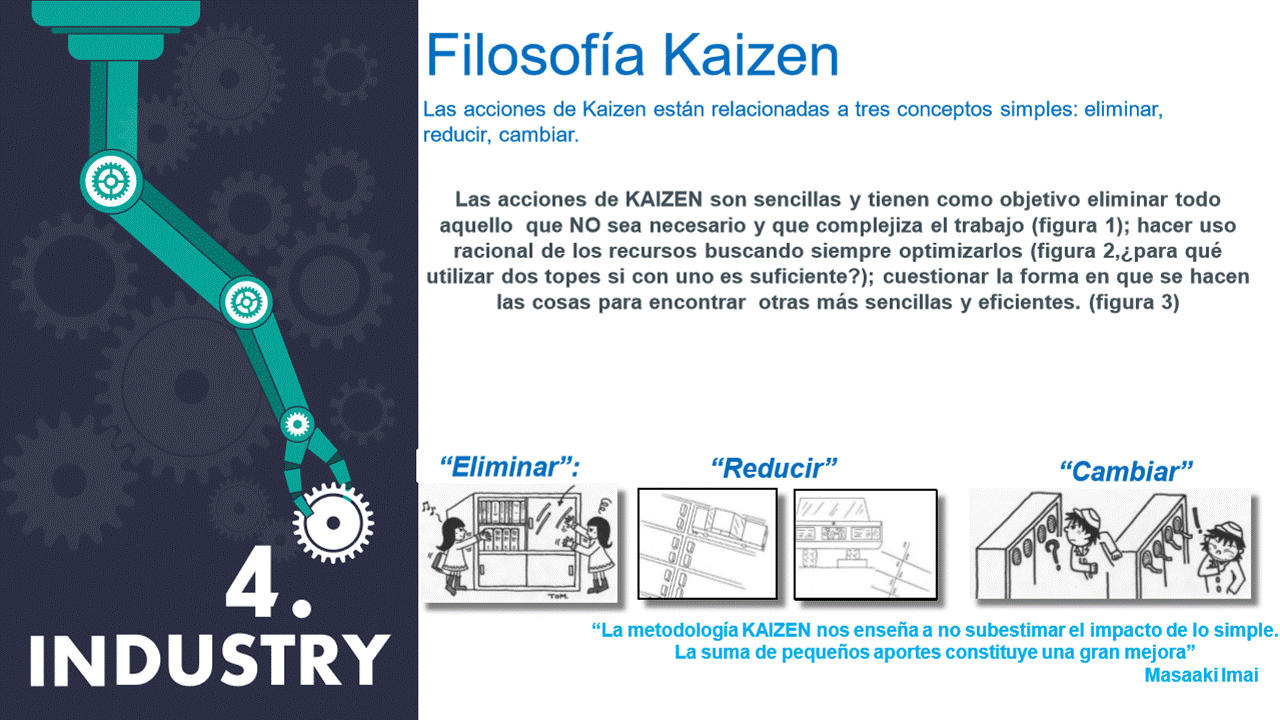 Filosofía Kaizen
Las acciones de Kaizen están relacionadas a tres conceptos simples: eliminar,
reducir, cambiar.
Las acciones de KAIZEN son sencillas y tienen como objetivo eliminar todo
aquello que NO sea necesario y que complejiza el trabajo (figura 1); hacer uso
racional de los recursos buscando siempre optimizarlos (figura 2,¿para qué
utilizar dos topes si con uno es suficiente?); cuestionar la forma en que se hacen
las cosas para encontrar otras más sencillas y eficientes. (figura 3)
“Eliminar”:
“Reducir”
“Cambiar”
TOM.
?
!
“La metodología KAIZEN nos enseña a no subestimar el impacto de lo simple.
La suma de pequeños aportes constituye una gran mejora”
Masaaki Imai
4.
INDUSTRY